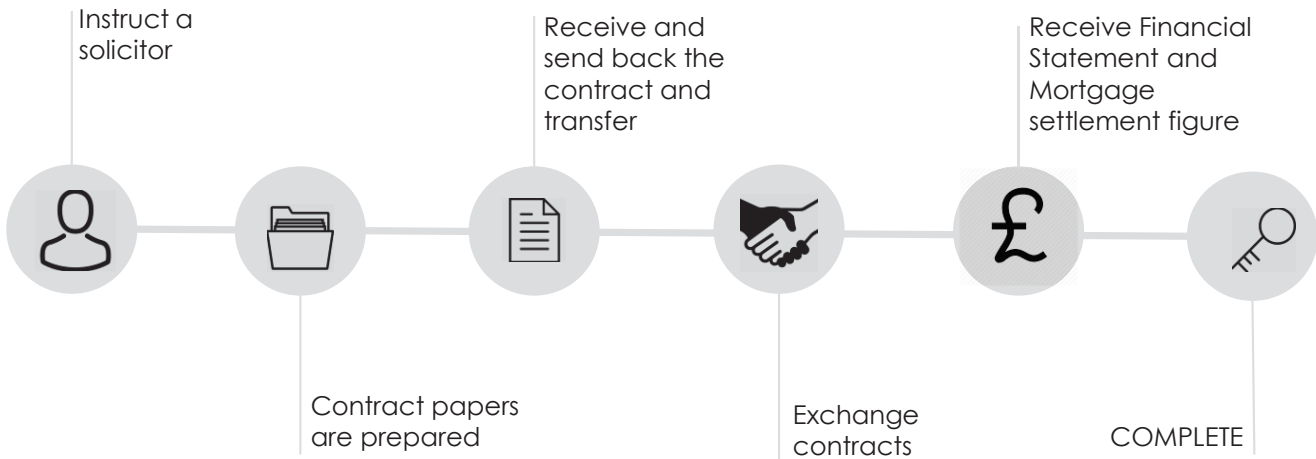 Instruct a
solicitor
Contract papers
are prepared
Receive and
send back the
contract and
transfer
Exchange
contracts
£
Receive Financial
Statement and
Mortgage
settlement figure
COMPLETE